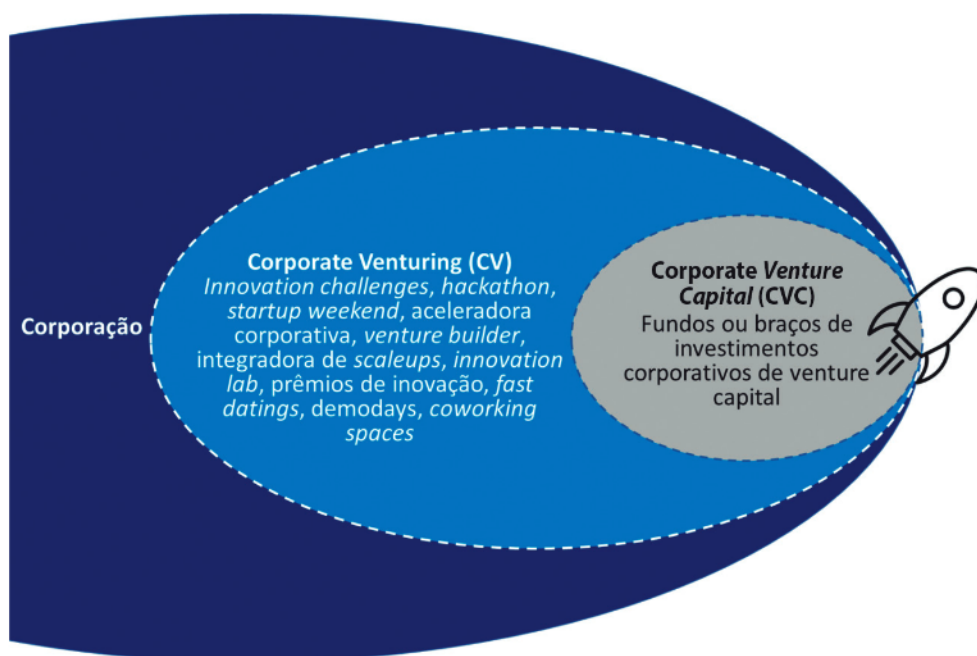 Corporação
Corporate Venturing (CV)
Innovation challenges, hackathon,
startup weekend, aceleradora
corporativa, venture builder,
integradora de scaleups, innovation
lab, prêmios de inovação, fast
datings, demodays, coworking
spaces
Corporate Venture
Capital (CVC)
Fundos ou braços de
investimentos
corporativos de venture
capital